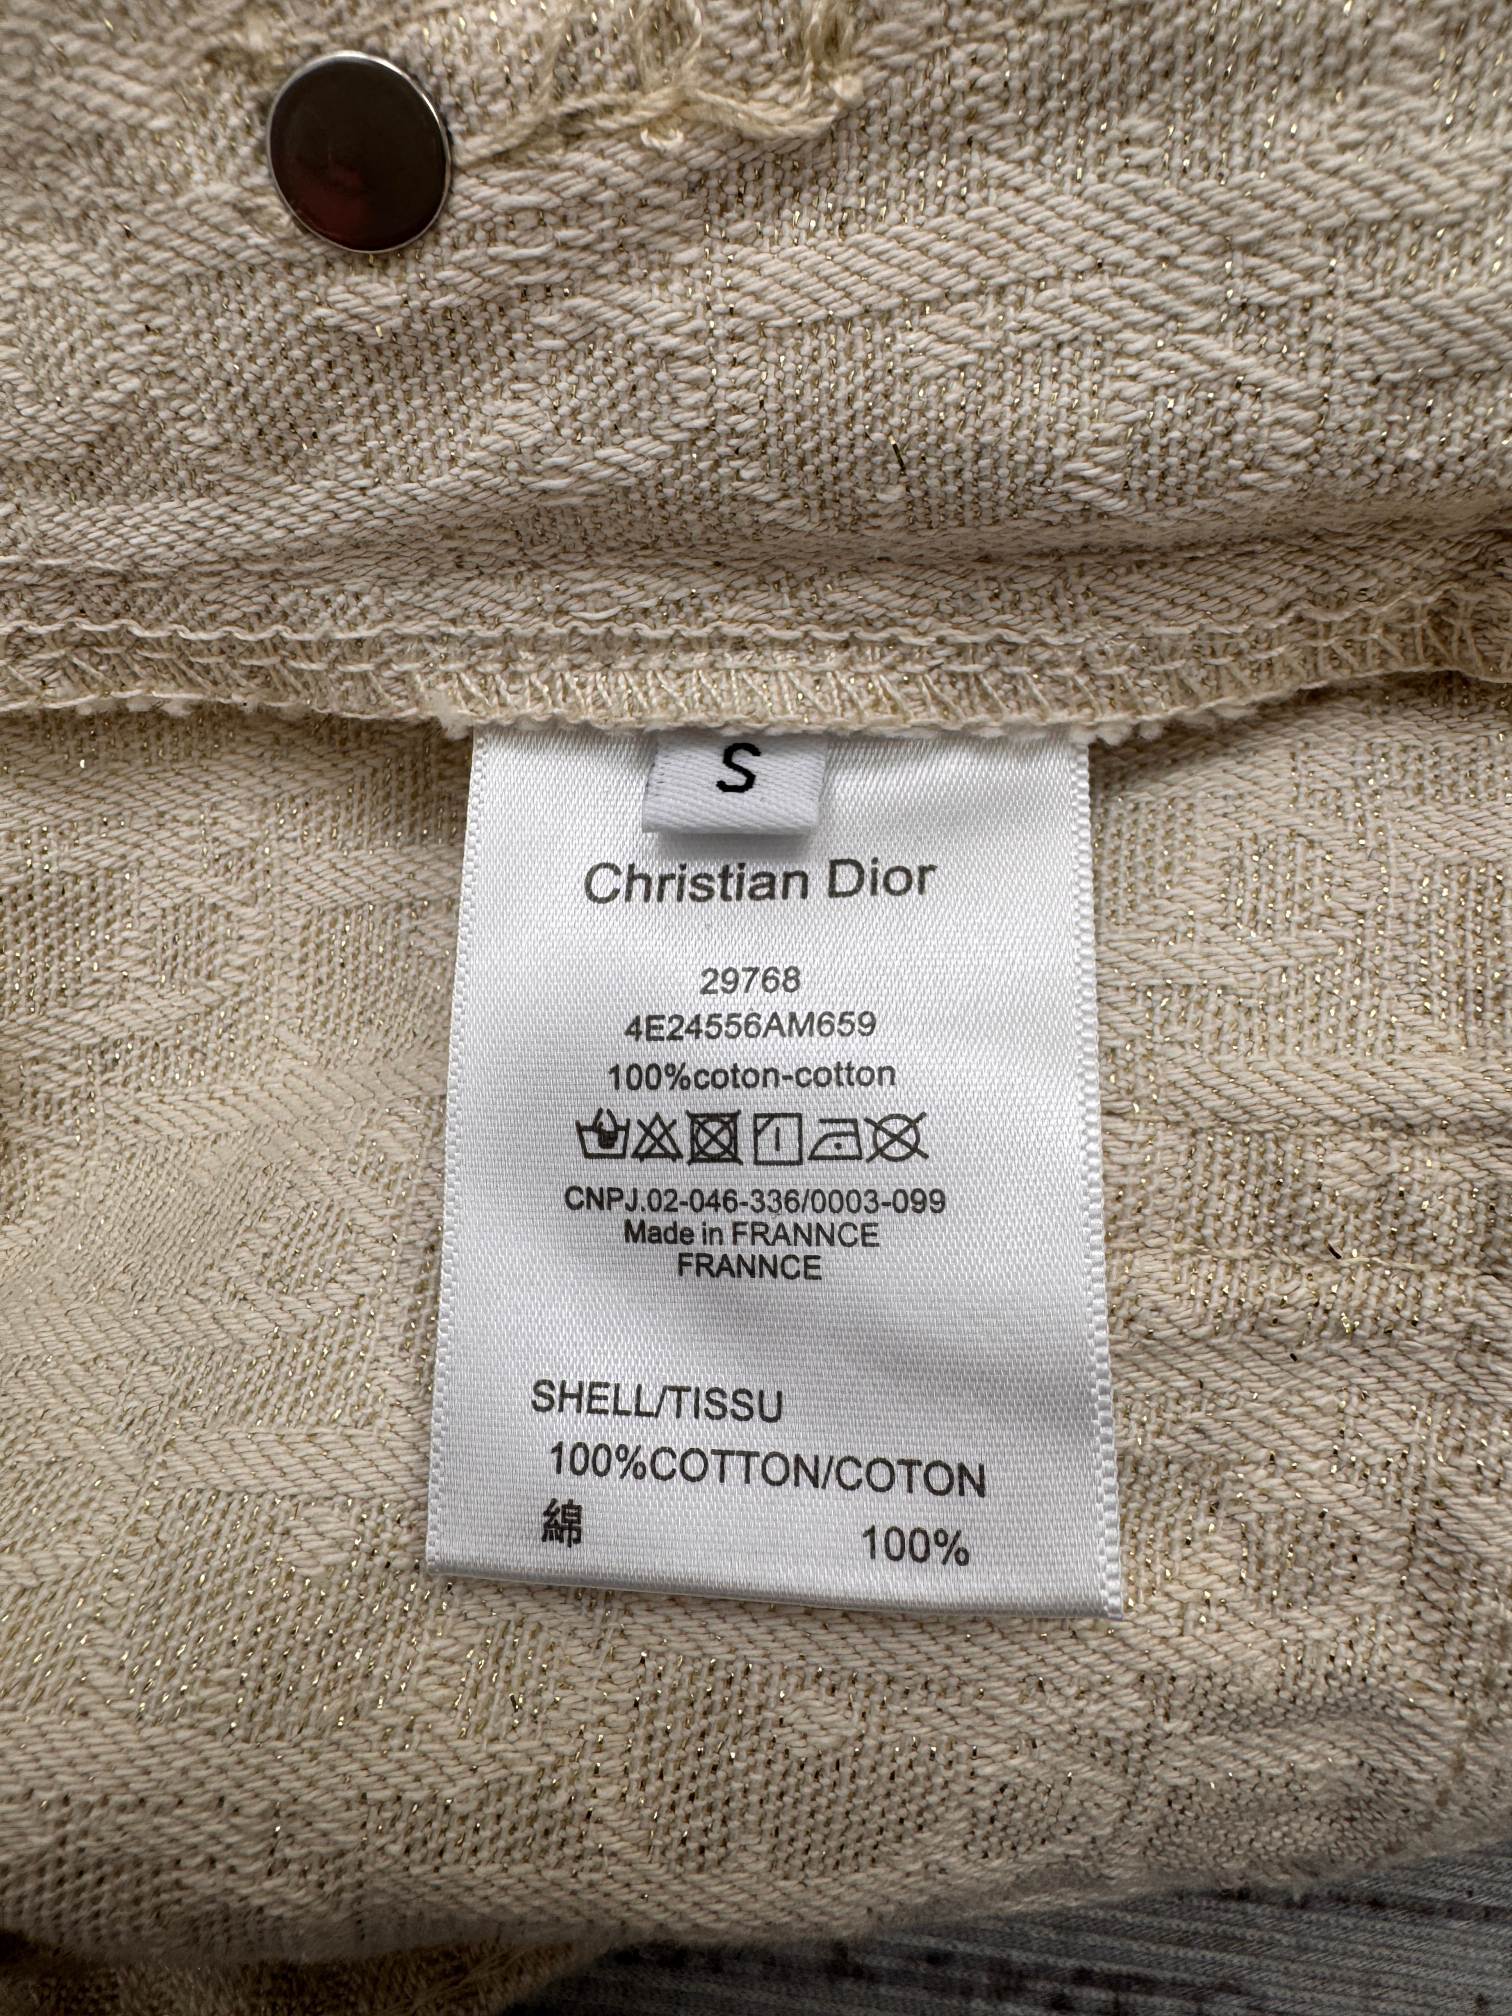 S
Christian Dior
29768
4E24556AM659
100%coton-cotton
CNPJ.02-046-336/0003-099
Made in FRANNCE
FRANNCE
SHELL/TISSU
100%COTTON/COTON
綿 100%